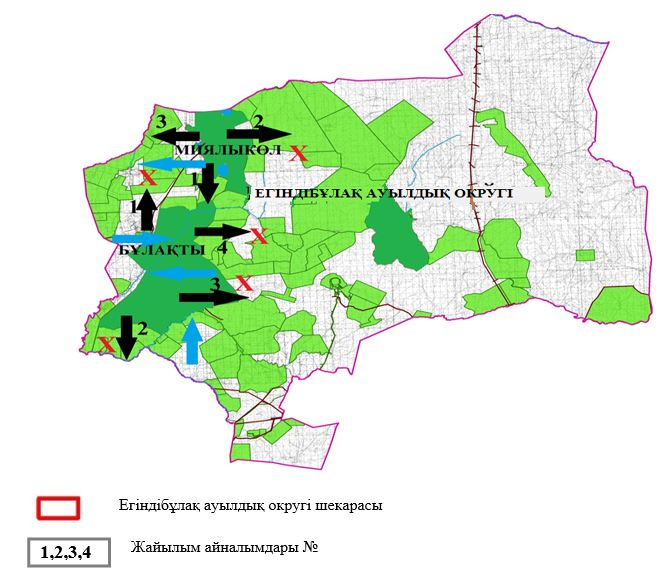 3
2
МИЯЛЫКОЛ
X
X
1
ЕГІНДІБҰЛАҚ АУЫЛДЫҚ ОКРУГІ
1
X
4
БҰЛАҚТЫ
X
3
2
X
Егіндібұлақ ауылдық округі шекарасы
1,2,3,4
Жайылым айналымдары №